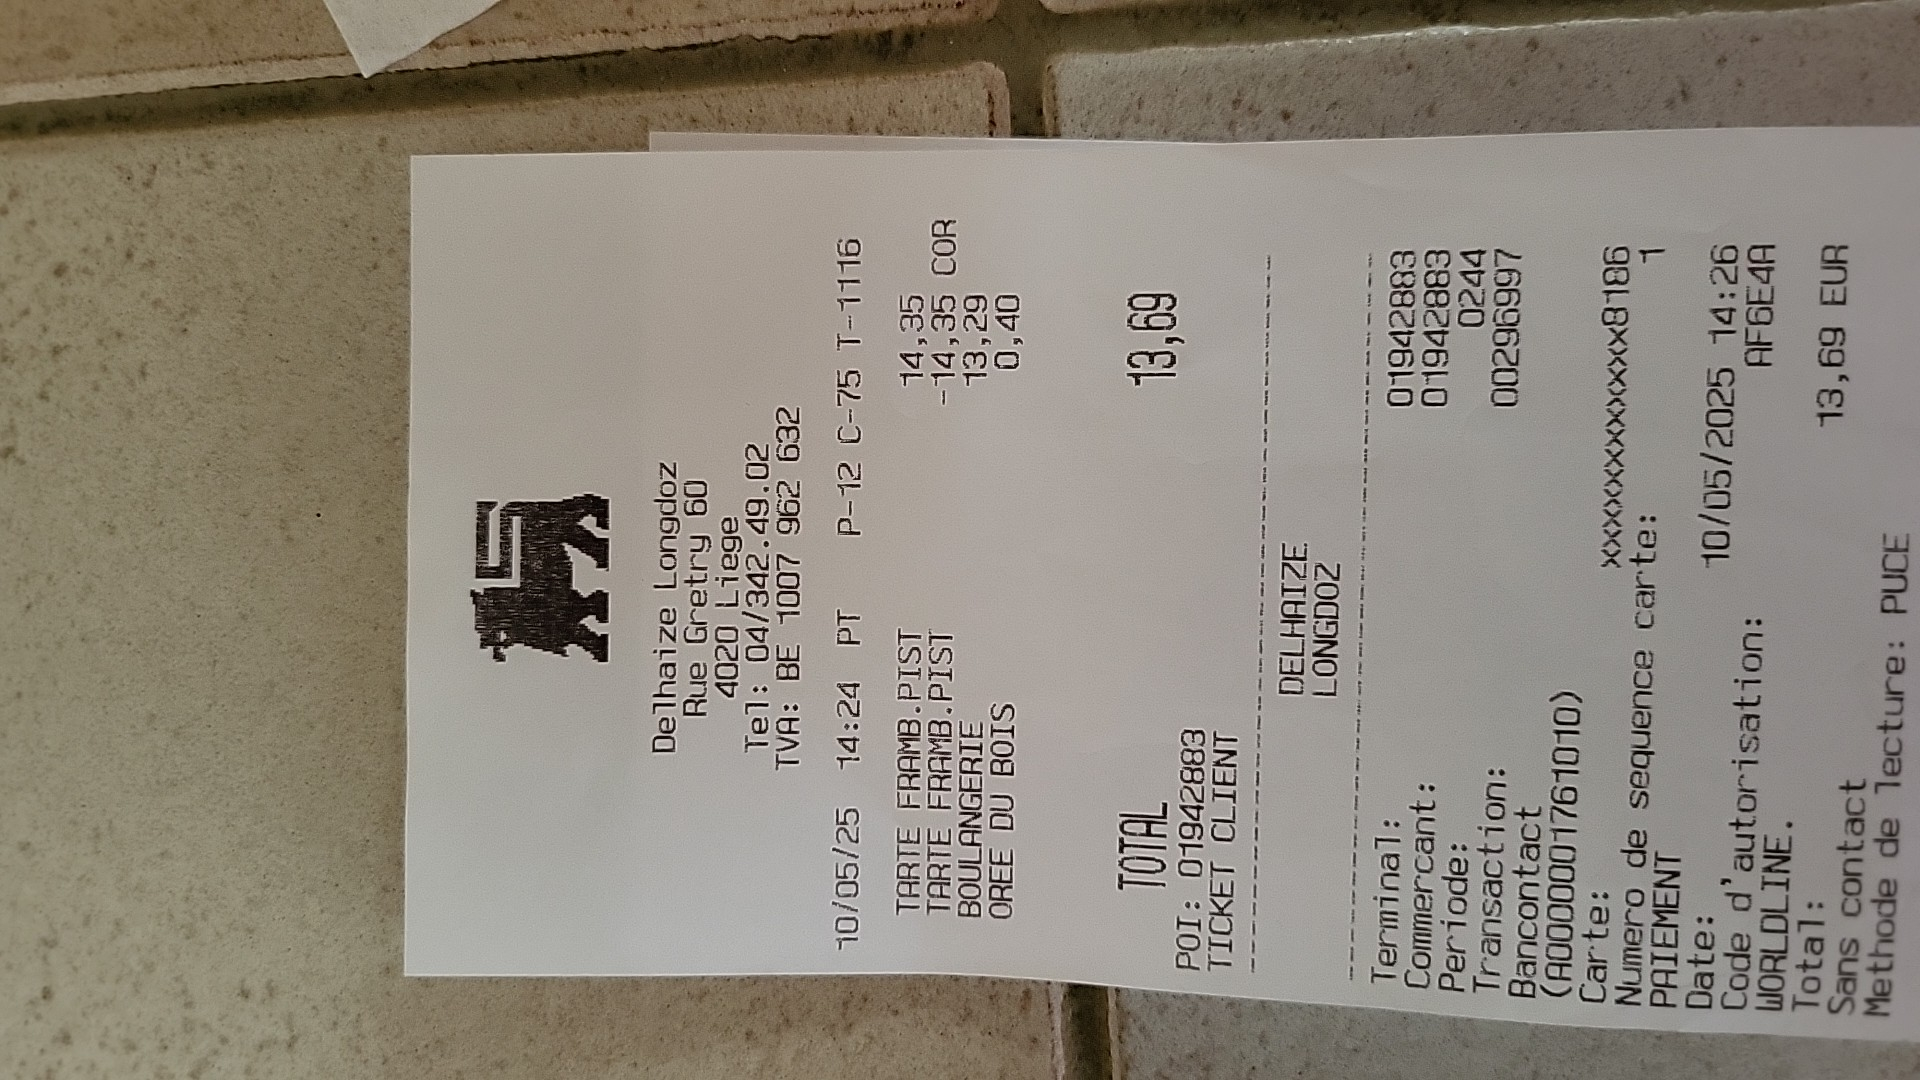 Delhaize Longdoz
Rue Gretry 60
4020 Liege
Tel: 04/342.49.02
TVA: BE 1007 962 632
10/05/25 14:24 PT P-12 C-75 T-1116
TARTE FRAMB.PIST 14,35
TARTE FRAMB.PIST -14,35 COR
BOULANGERIE 13,29
OREE DU BOIS 0,40
TOTAL 13,69
POI: 01942883
TICKET CLIENT
DELHAIZE
LONGDOZ
Terminal: 01942883
Commercant: 01942883
Periode: 0244
Transaction: 00296997
Bancontact
(A0000001761010)
Carte: xxxxxxxxxxxxx8186
Numero de sequence carte: 1
PAIEMENT
Date: 10/05/2025 14:26
Code d'autorisation: AF6E4A
WORLDLINE.
Total: 13,69 EUR
Sans contact
Methode de lecture: PUCE